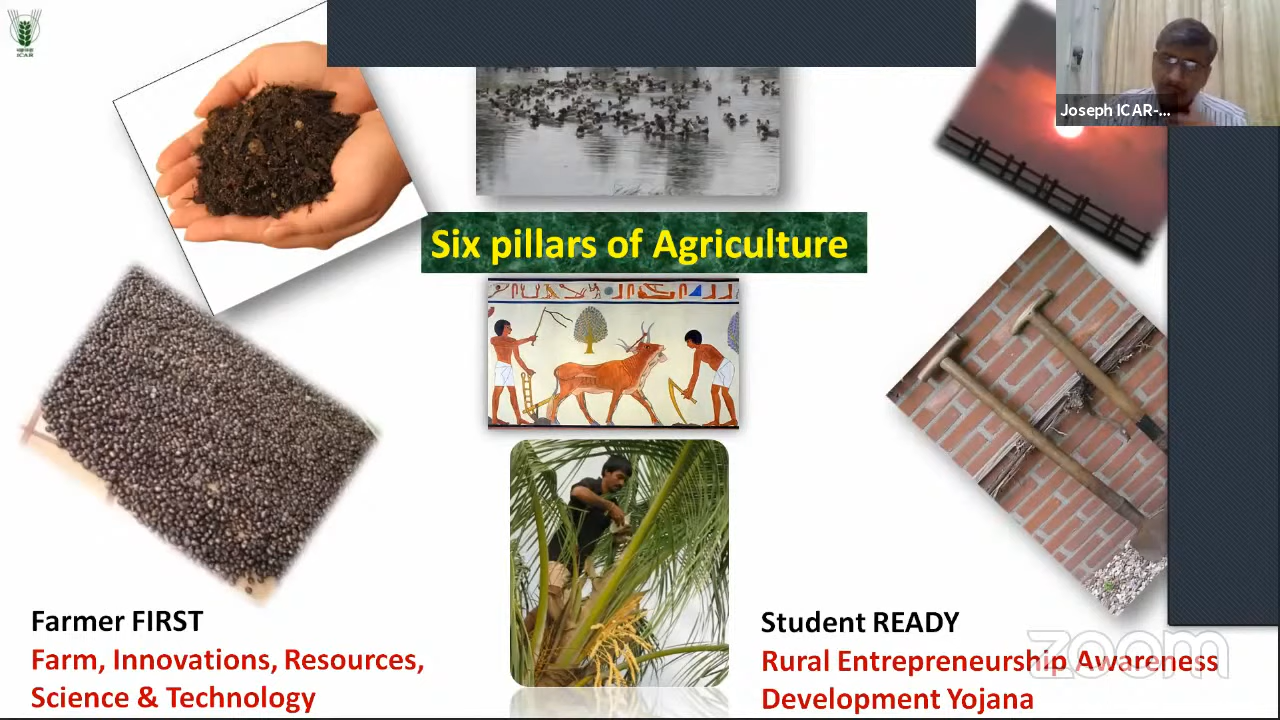 ICAR
Joseph ICAR-...
Six pillars of Agriculture
Farmer FIRST
Farm, Innovations, Resources,
Science & Technology
Student READY
Rural Entrepreneurship Awareness
Development Yojana
zoom